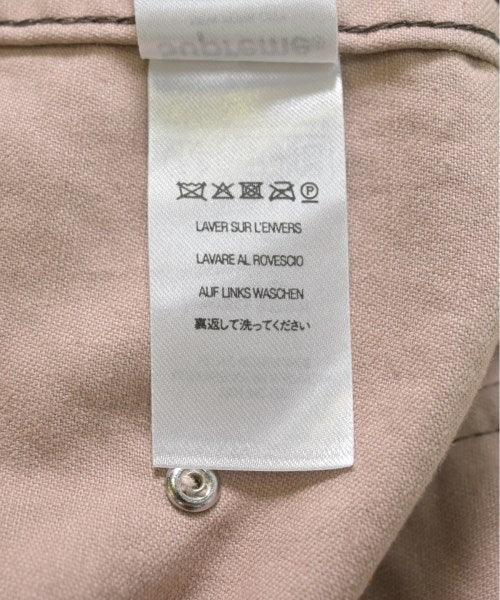 Supreme
LAVER SUR L'ENVERS
LAVARE AL ROVESCIO
AUF LINKS WASCHEN
裏返して洗ってください